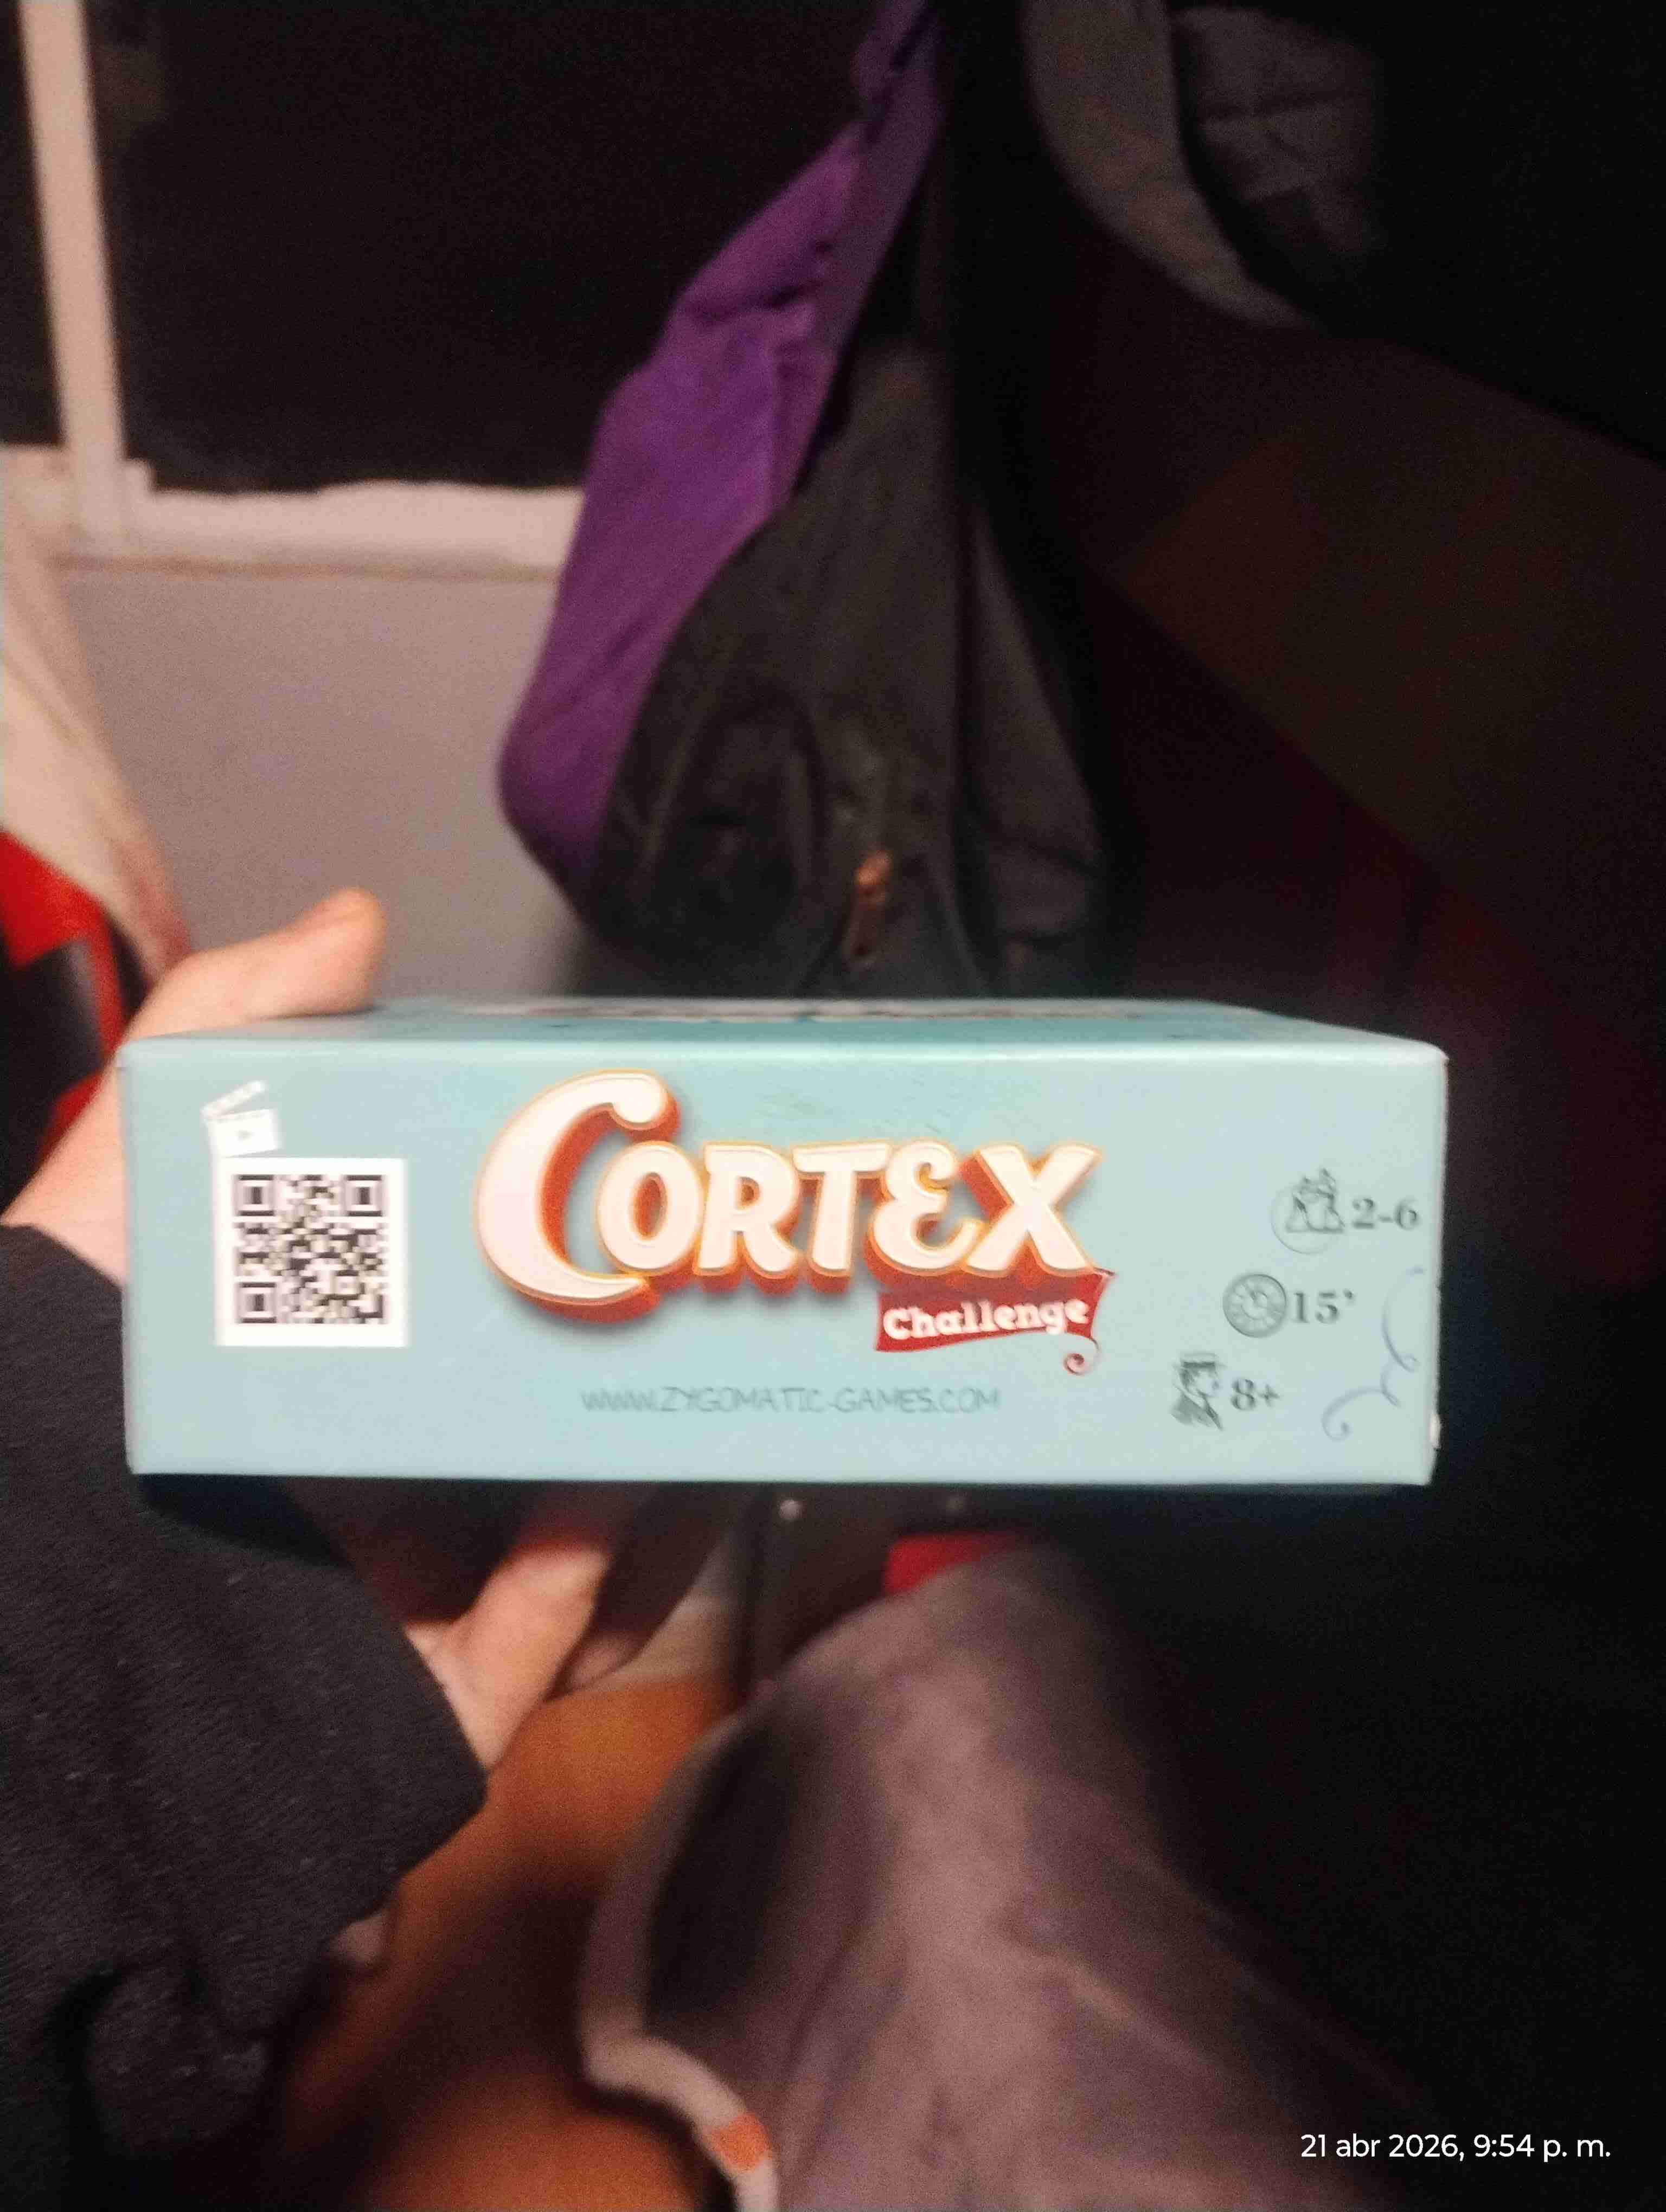 CORTEX
Challenge
WWW.ZYGOMATIC-GAMES.COM
2-6
15'
8+
21 abr 2026, 9:54 p. m.